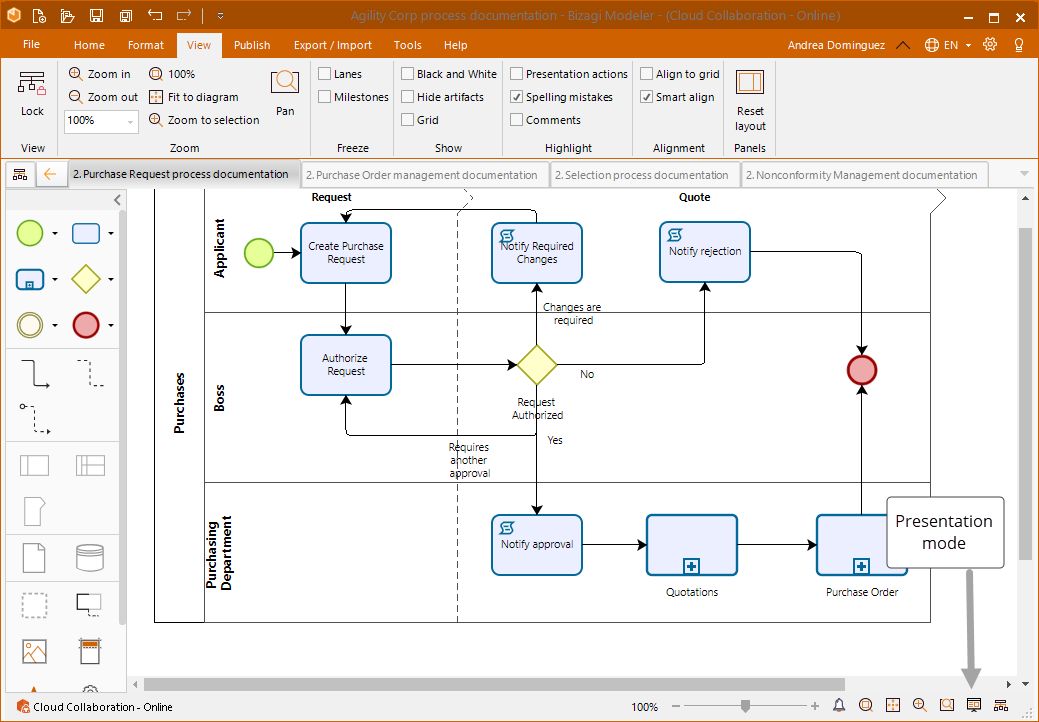 Agility Corp process documentation - Bizagi Modeler - (Cloud Collaboration - Online)
File Home Format View Publish Export / Import Tools Help Andrea Dominguez EN
Zoom in 100% Lanes Black and White Presentation actions Align to grid
Lock Zoom out Fit to diagram Pan Milestones Hide artifacts Spelling mistakes Smart align Reset
100% Zoom to selection Grid Comments layout
View Zoom Freeze Show Highlight Alignment Panels
2. Purchase Request process documentation 2. Purchase Order management documentation 2. Selection process documentation 2. Nonconformity Management documentation
Request Quote
Purchases
Applicant
Create Purchase
Request
Notify Required
Changes
Notify rejection
Changes are
required
Boss
Authorize
Request
No
Request
Authorized
Yes
Requires
another
approval
Purchasing
Department
Notify approval
Quotations
Purchase Order
Presentation
mode
Cloud Collaboration - Online 100%